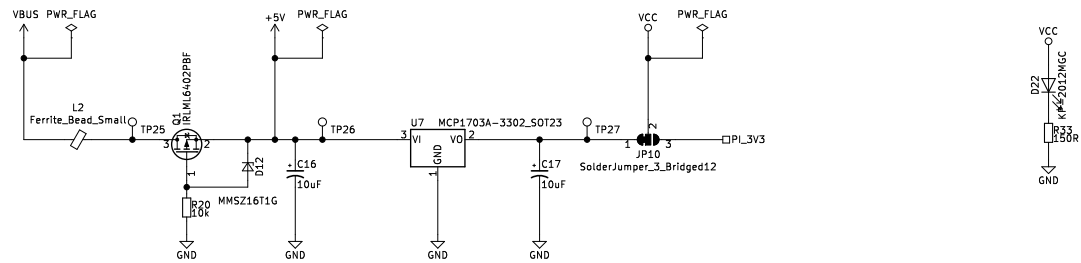 VBUS PWR_FLAG
+5V PWR_FLAG
VCC PWR_FLAG
VCC
L2
Ferrite_Bead_Small
TP25
Q1
IRLML6402PBF
3
2
1
D12
MMSZ16T1G
R20
10k
GND
C16
10uF
GND
TP26
U7
MCP1703A-3302_SOT23
3
VI
VO
2
GND
1
GND
C17
10uF
GND
TP27
1
2
3
JP10
SolderJumper_3_Bridged12
PI_3V3
D22
KP-2012MGC
R33
150R
GND